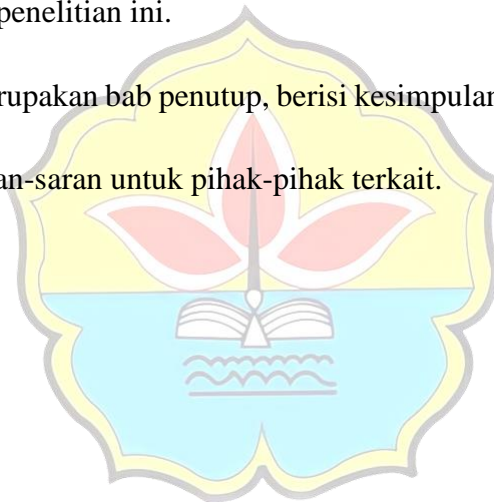 penelitian ini.
rupakan bab penutup, berisi kesimpulan
an-saran untuk pihak-pihak terkait.